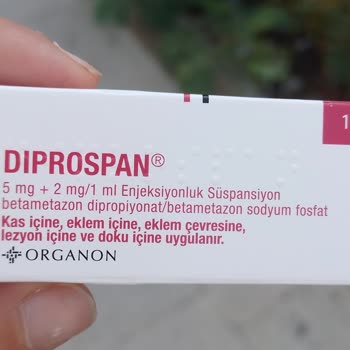 1
DIPROSPAN®
5 mg + 2 mg/1 ml Enjeksiyonluk Süspansiyon
betametazon dipropiyonat/betametazon sodyum fosfat
Kas içine, eklem içine, eklem çevresine,
lezyon içine ve doku içine uygulanır.
ORGANON